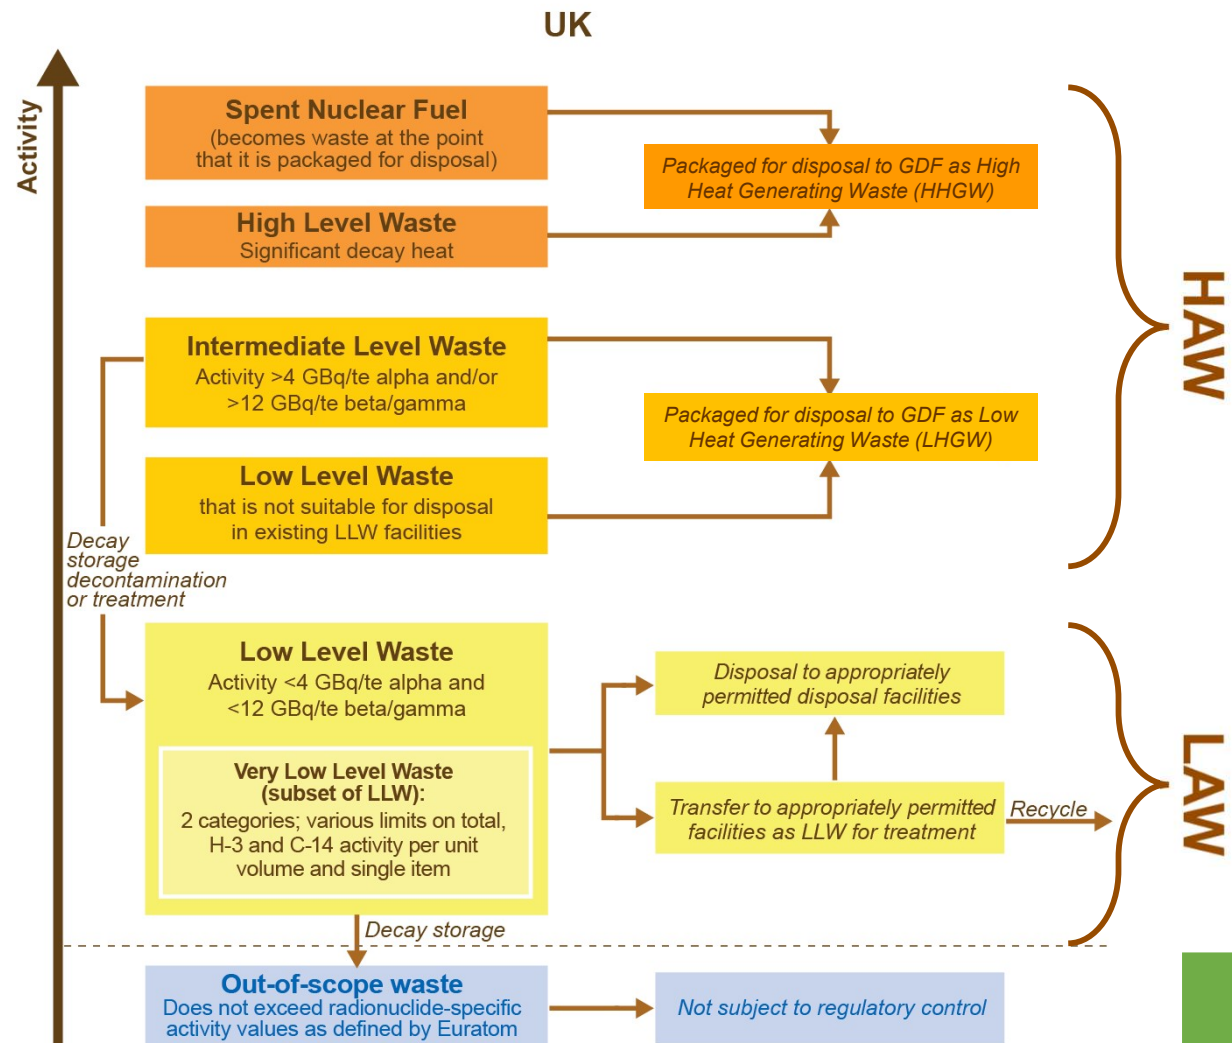 UK
Activity
Spent Nuclear Fuel
(becomes waste at the point
that it is packaged for disposal)
Packaged for disposal to GDF as High
Heat Generating Waste (HHGW)
High Level Waste
Significant decay heat
HAW
Intermediate Level Waste
Activity >4 GBq/te alpha and/or
>12 GBq/te beta/gamma
Packaged for disposal to GDF as Low
Heat Generating Waste (LHGW)
Low Level Waste
that is not suitable for disposal
in existing LLW facilities
Decay
storage
decontamination
or treatment
Low Level Waste
Activity <4 GBq/te alpha and
<12 GBq/te beta/gamma
Disposal to appropriately
permitted disposal facilities
LAW
Very Low Level Waste
(subset of LLW):
2 categories; various limits on total,
H-3 and C-14 activity per unit
volume and single item
Transfer to appropriately permitted
facilities as LLW for treatment
Recycle
Decay storage
Out-of-scope waste
Does not exceed radionuclide-specific
activity values as defined by Euratom
Not subject to regulatory control